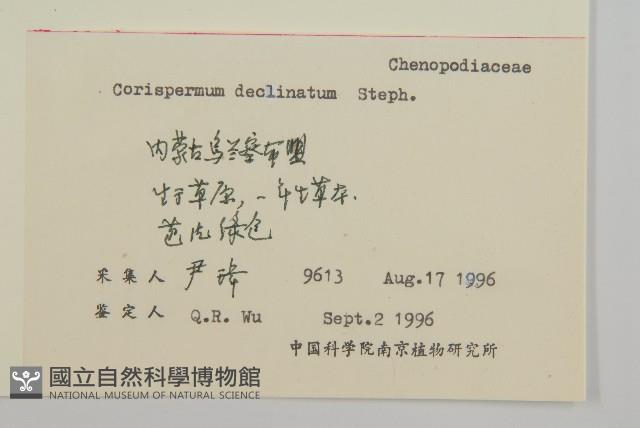 Chenopodiaceae
Corispermum declinatum Steph.
内蒙古乌兰察布盟
生于草原，一年生草本.
苞片绿色
采集人 尹 9613 Aug.17 1996
鉴定人 Q.R. Wu Sept.2 1996
中国科学院南京植物研究所
國立自然科學博物館
NATIONAL MUSEUM OF NATURAL SCIENCE